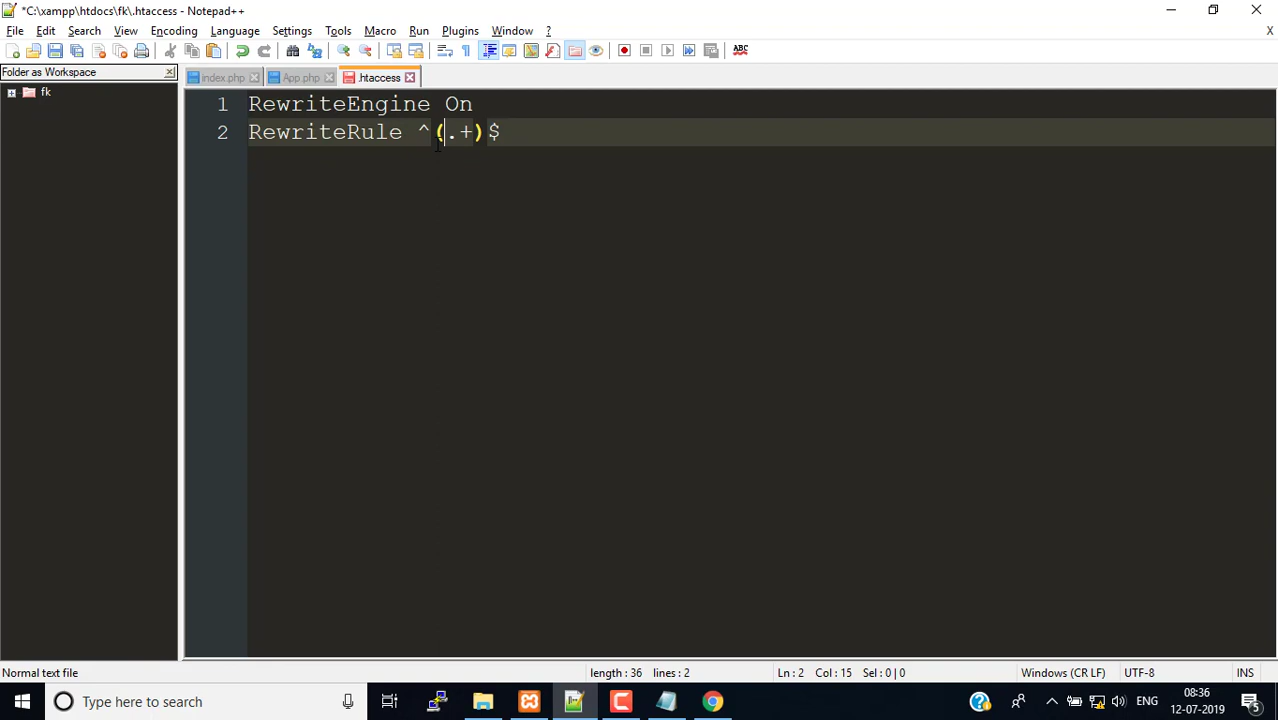 *C:\xampp\htdocs\fk\.htaccess - Notepad++
File Edit Search View Encoding Language Settings Tools Macro Run Plugins Window ? X
ABC
Folder as Workspace
index.php App.php .htaccess
fk
1 RewriteEngine On
2 RewriteRule ^(.+)$
Normal text file length : 36 lines : 2 Ln : 2 Col : 15 Sel : 0 | 0 Windows (CR LF) UTF-8 INS
Type here to search ENG 08:36
12-07-2019 5